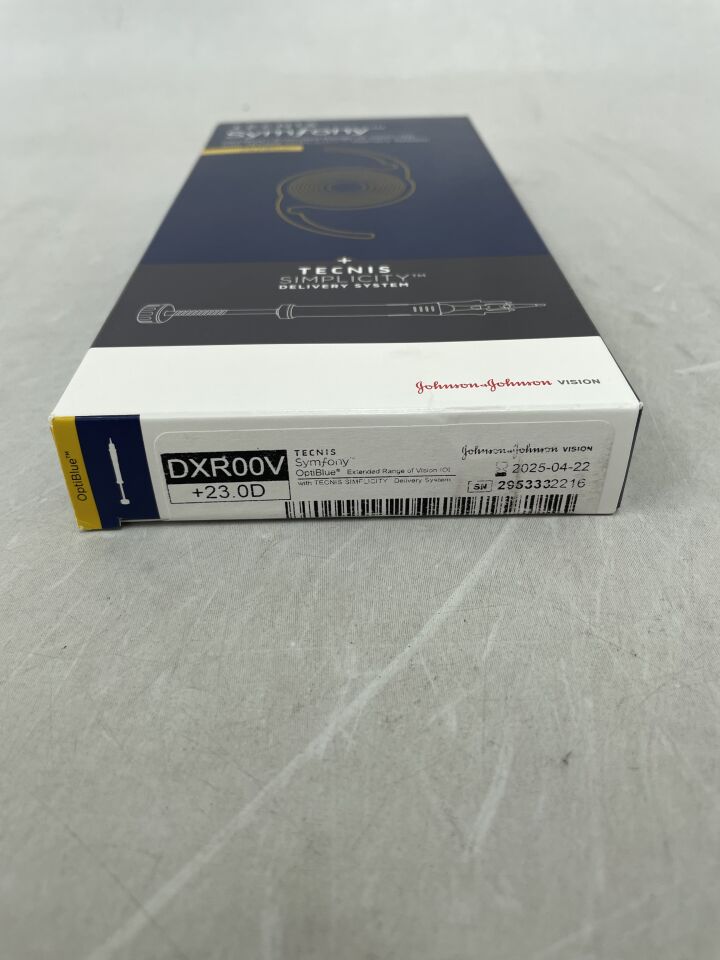 Symfony
+
TECNIS
SIMPLICITY™
DELIVERY SYSTEM
Johnson&Johnson VISION
OptiBlue™
DXR00V
+23.0D
TECNIS
Symfony™
OptiBlue® Extended Range of Vision IOL
with TECNIS SIMPLICITY™ Delivery System
Johnson&Johnson VISION
2025-04-22
SN 2953332216